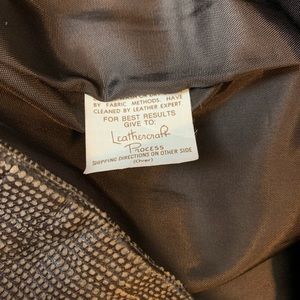 BY FABRIC METHODS. HAVE
CLEANED BY LEATHER EXPERT
FOR BEST RESULTS
GIVE TO:
Leathercraft
PROCESS
SHIPPING DIRECTIONS ON OTHER SIDE
(Over)